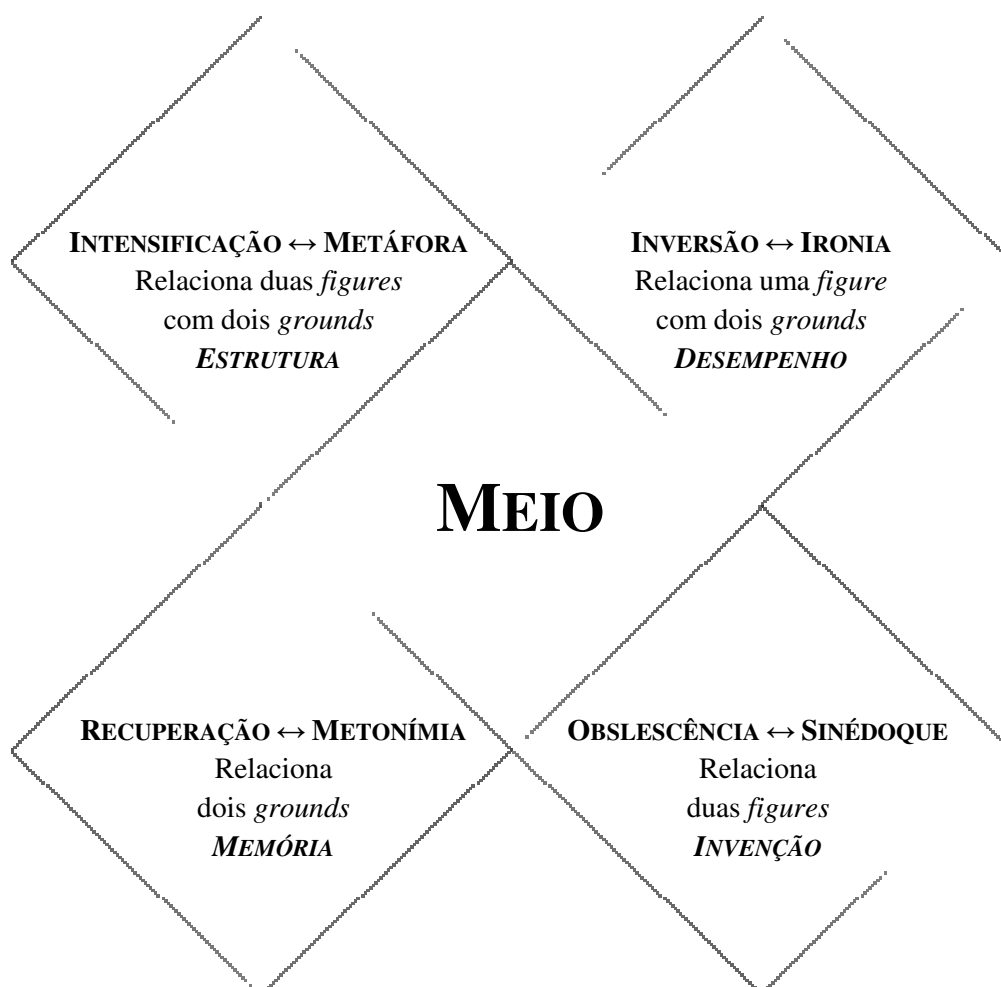 INTENSIFICAÇÃO ↔ METÁFORA
Relaciona duas figures
com dois grounds
ESTRUTURA
INVERSÃO ↔ IRONIA
Relaciona uma figure
com dois grounds
DESEMPENHO
MEIO
RECUPERAÇÃO ↔ METONÍMIA
Relaciona
dois grounds
MEMÓRIA
OBSLESCÊNCIA ↔ SINÉDOQUE
Relaciona
duas figures
INVENÇÃO